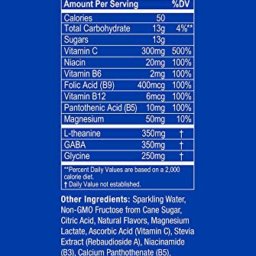 Amount Per Serving %DV
Calories 50
Total Carbohydrate 13g 4%**
Sugars 13g
Vitamin C 300mg 500%
Niacin 20mg 100%
Vitamin B6 2mg 100%
Folic Acid (B9) 400mcg 100%
Vitamin B12 6mcg 100%
Pantothenic Acid (B5) 10mg 100%
Magnesium 50mg 10%
L-theanine 350mg †
GABA 350mg †
Glycine 250mg †
**Percent Daily Values are based on a 2,000
calorie diet.
† Daily Value not established.
Other Ingredients: Sparkling Water,
Non-GMO Fructose from Cane Sugar,
Citric Acid, Natural Flavors, Magnesium
Lactate, Ascorbic Acid (Vitamin C), Stevia
Extract (Rebaudioside A), Niacinamide
(B3), Calcium Panthothenate (B5),